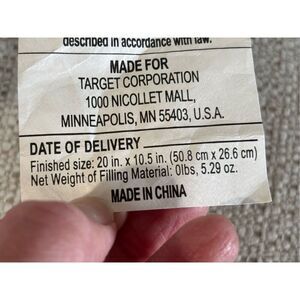 described in accordance with law.
MADE FOR
TARGET CORPORATION
1000 NICOLLET MALL,
MINNEAPOLIS, MN 55403, U.S.A.
DATE OF DELIVERY
Finished size: 20 in. x 10.5 in. (50.8 cm x 26.6 cm)
Net Weight of Filling Material: 0lbs, 5.29 oz.
MADE IN CHINA